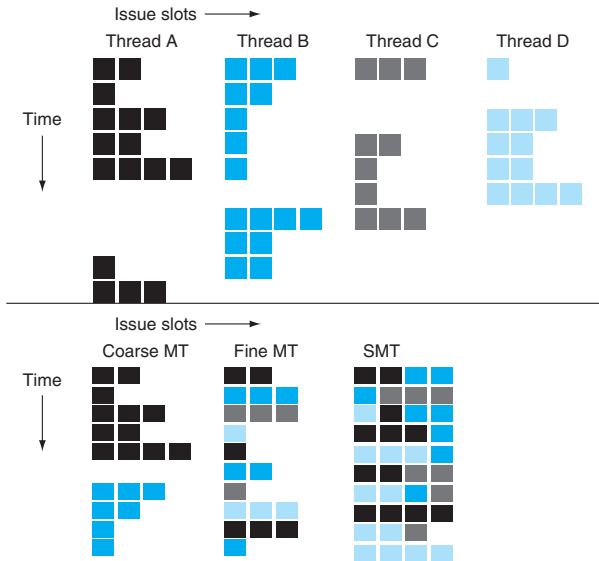 Issue slots
Thread A Thread B Thread C Thread D
Time
Issue slots
Coarse MT Fine MT SMT
Time